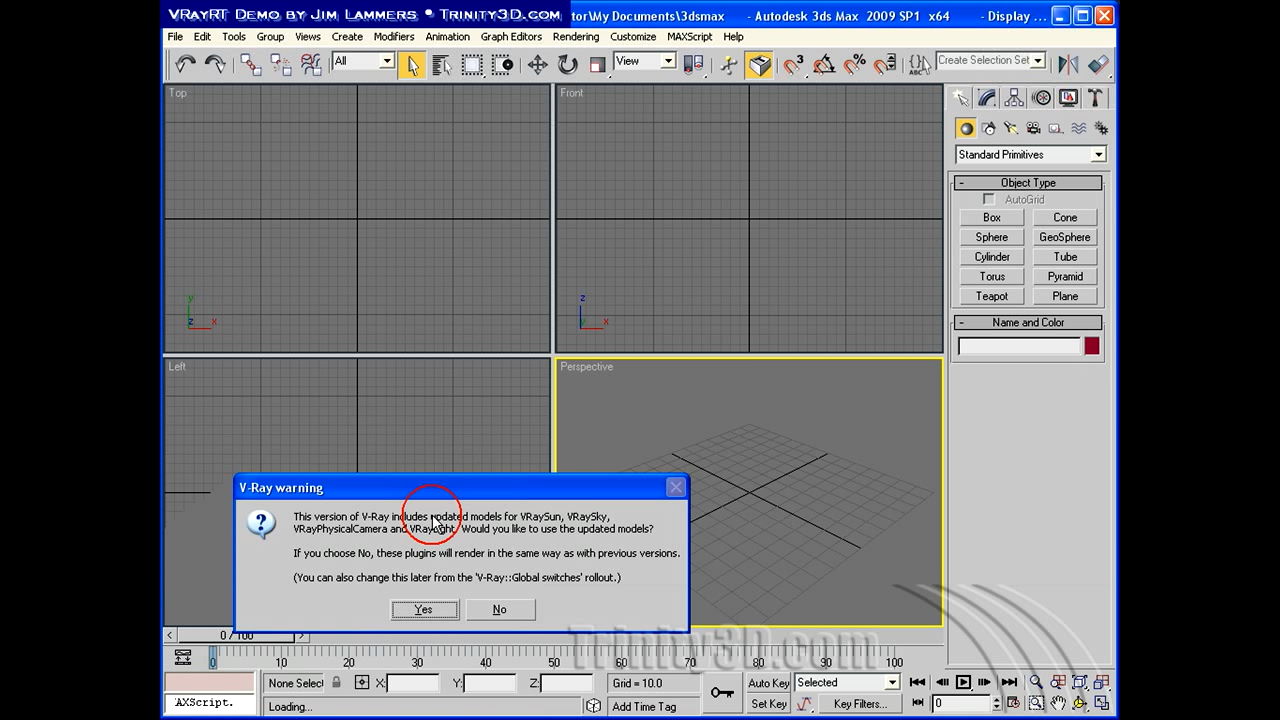 VRayRT Demo by Jim Lammers • Trinity3D.com
tor/My Documents/3dsmax - Autodesk 3ds Max 2009 SP1 x64 - Display ...
File Edit Tools Group Views Create Modifiers Animation Graph Editors Rendering Customize MAXScript Help
All
View
Create Selection Set
Top
Front
Standard Primitives
- Object Type
AutoGrid
Box Cone
Sphere GeoSphere
Cylinder Tube
Torus Pyramid
Teapot Plane
- Name and Color
y
z x
z
y x
Left
Perspective
V-Ray warning
This version of V-Ray includes updated models for VRaySun, VRaySky,
VRayPhysicalCamera and Would you like to use the updated models?
If you choose No, these plugins will render in the same way as with previous versions.
(You can also change this later from the 'V-Ray::Global switches' rollout.)
Yes No
Trinity3D.com
< 0 / 100 >
0 10 20 30 40 50 60 70 80 90 100
None Selec X: Y: Z: Grid = 10.0 Auto Key Selected
AXScript. Loading... Add Time Tag Set Key Key Filters... 0